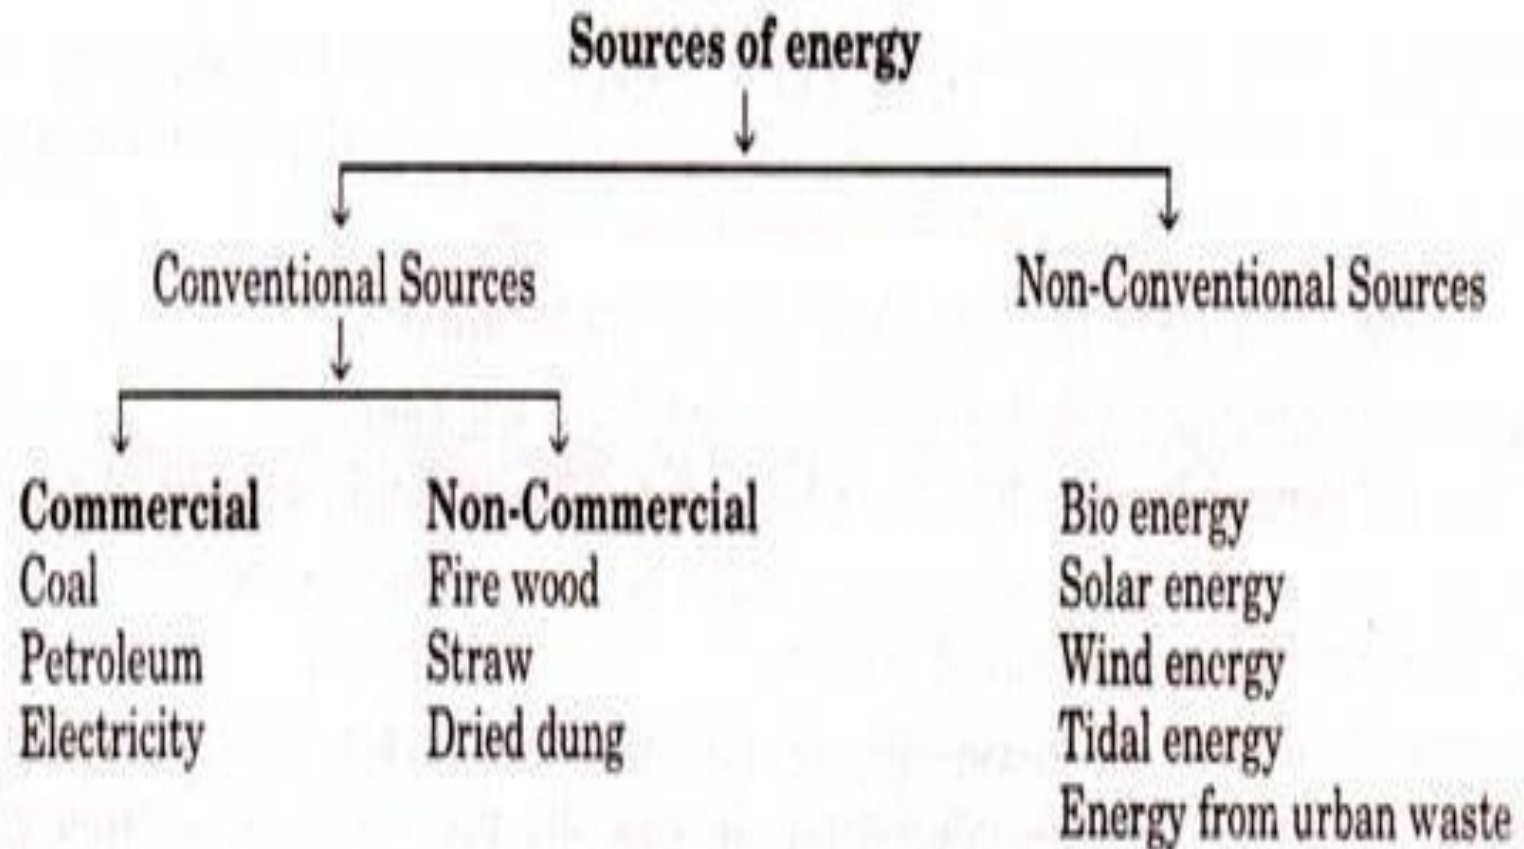 Sources of energy
Conventional Sources
Non-Conventional Sources
Commercial
Coal
Petroleum
Electricity
Non-Commercial
Fire wood
Straw
Dried dung
Bio energy
Solar energy
Wind encrgy
Tidal energy
Energy from urban waste